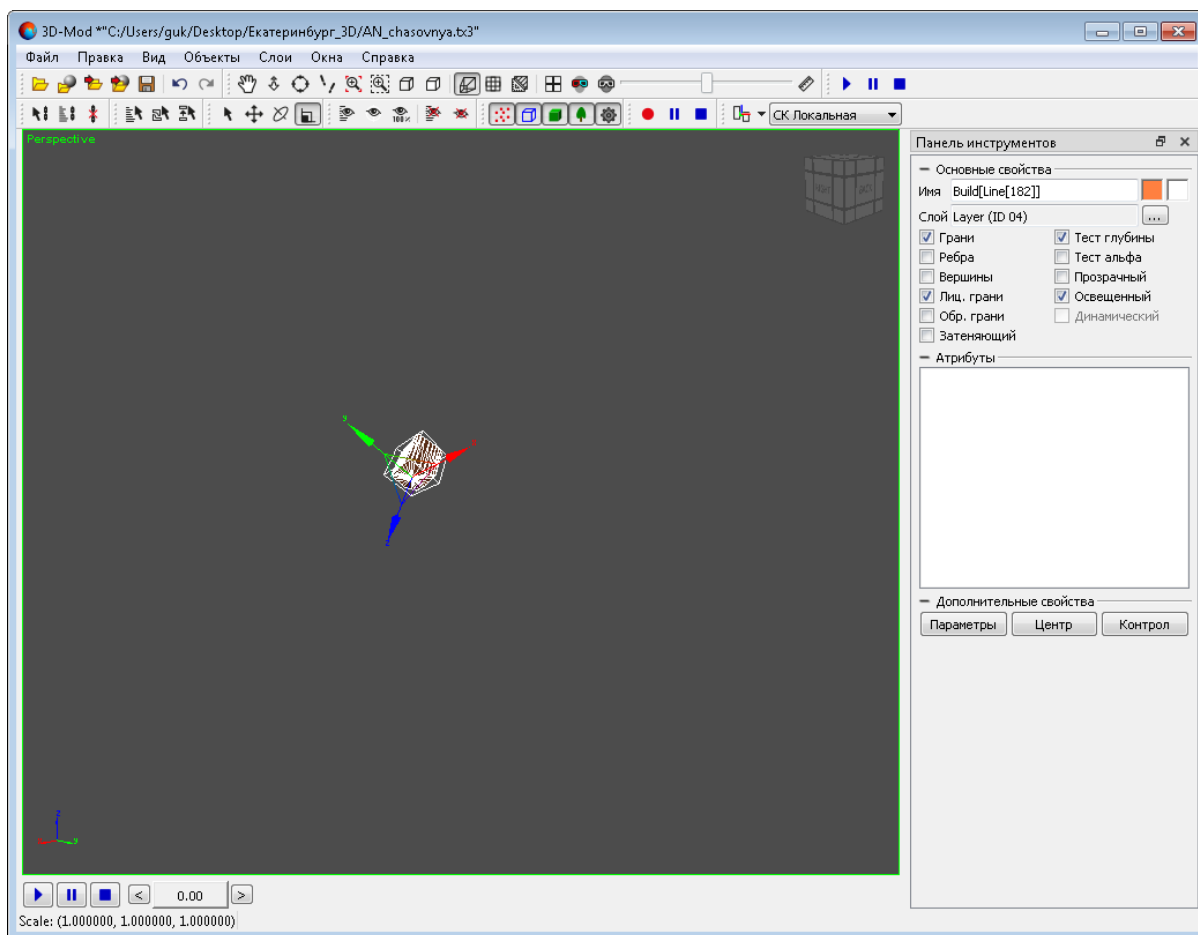 3D-Mod *"C:/Users/guk/Desktop/Екатеринбург_3D/AN_chasovnya.tx3"
Файл Правка Вид Объекты Слои Окна Справка
100%
СК Локальная
Perspective
Панель инструментов
Основные свойства
Имя Build[Line[182]]
Слой Layer (ID 04) ...
Грани Тест глубины
Ребра Тест альфа
Вершины Прозрачный
Лиц. грани Освещенный
Обр. грани Динамический
Затеняющий
Атрибуты
y
z
Дополнительные свойства
Параметры Центр Контрол
z
y
< 0.00 >
Scale: (1.000000, 1.000000, 1.000000)